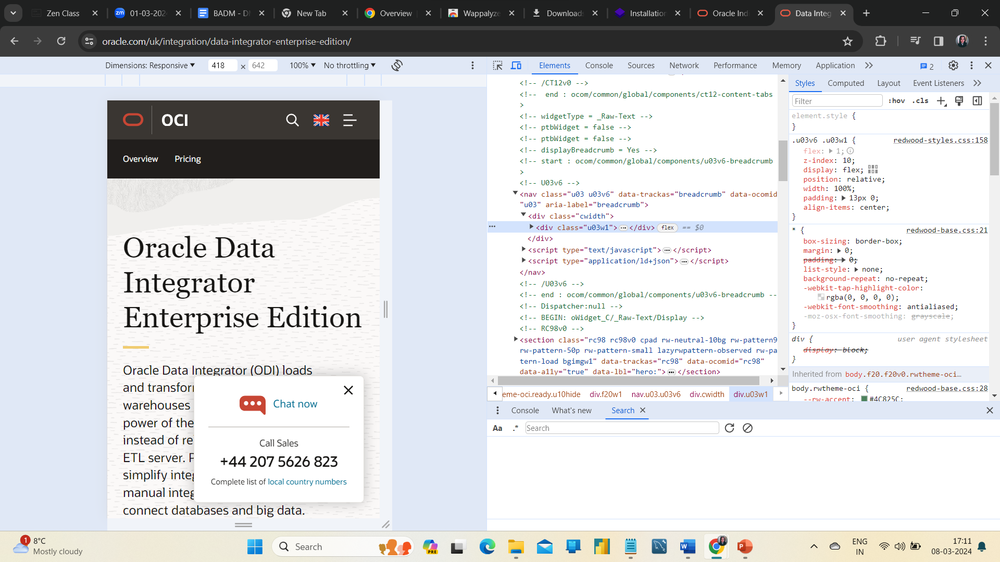 Zen Class
zm 01-03-202
BADM - DM
New Tab
Overview
Wappalyze
Downloads
Installation
Oracle Ind
Data Integ
oracle.com/uk/integration/data-integrator-enterprise-edition/
Dimensions: Responsive 418 × 642 100% No throttling
Elements Console Sources Network Performance Memory Application 2
OCI
Overview Pricing
Oracle Data
Integrator
Enterprise Edition
Oracle Data Integrator (ODI) loads
and transfor
warehouses
power of the
instead of re
ETL server.
simplify integ
manual integ
connect databases and big data.
Chat now
Call Sales
+44 207 5626 823
Complete list of local country numbers
<!-- /CT12v0 -->
<!--  end : ocom/common/global/components/ct12-content-tabs
>
<!-- widgetType = _Raw-Text -->
<!-- ptbWidget = false -->
<!-- ptbWidget = false -->
<!-- displayBreadcrumb = Yes -->
<!-- start : ocom/common/global/components/u03v6-breadcrumb
>
<!-- U03v6 -->
<nav class="u03 u03v6" data-trackas="breadcrumb" data-ocomid
"u03" aria-label="breadcrumb">
<div class="cwidth">
<div class="u03w1">…</div> flex == $0
</div>
<script type="text/javascript">…</script>
<script type="application/ld+json">…</script>
</nav>
<!-- /U03v6 -->
<!-- end : ocom/common/global/components/u03v6-breadcrumb --
<!-- Dispatcher:null -->
<!-- BEGIN: oWidget_C/_Raw-Text/Display -->
<!-- RC98v0 -->
<section class="rc98 rc98v0 cpad rw-neutral-10bg rw-pattern9
rw-pattern-50p rw-pattern-small lazyrwpattern-observed rw-pa
tern-load bgimgw1" data-trackas="rc98" data-ocomid="rc98"
data-a11y="true" data-lbl="hero:">…</section>
eme-oci.ready.u10hide div.f20w1 nav.u03.u03v6 div.cwidth div.u03w1
Styles Computed Layout Event Listeners
Filter :hov .cls
element.style {
}
.u03v6 .u03w1 { redwood-styles.css:158
flex: 1;
z-index: 10;
display: flex;
position: relative;
width: 100%;
padding: 13px 0;
align-items: center;
}
* { redwood-base.css:21
box-sizing: border-box;
margin: 0;
padding: 0;
list-style: none;
background-repeat: no-repeat;
-webkit-tap-highlight-color:
rgba(0, 0, 0, 0);
-webkit-font-smoothing: antialiased;
-moz-osx-font-smoothing: grayscale;
}
div { user agent stylesheet
display: block;
}
Inherited from body.f20.f20v0.rwtheme-oci…
body.rwtheme-oci { redwood-base.css:28
--rw-accent: #4C825C;
Console What's new Search
Aa .* Search
1 8°C
Mostly cloudy
Search
PRE
ENG
IN
17:11
08-03-2024